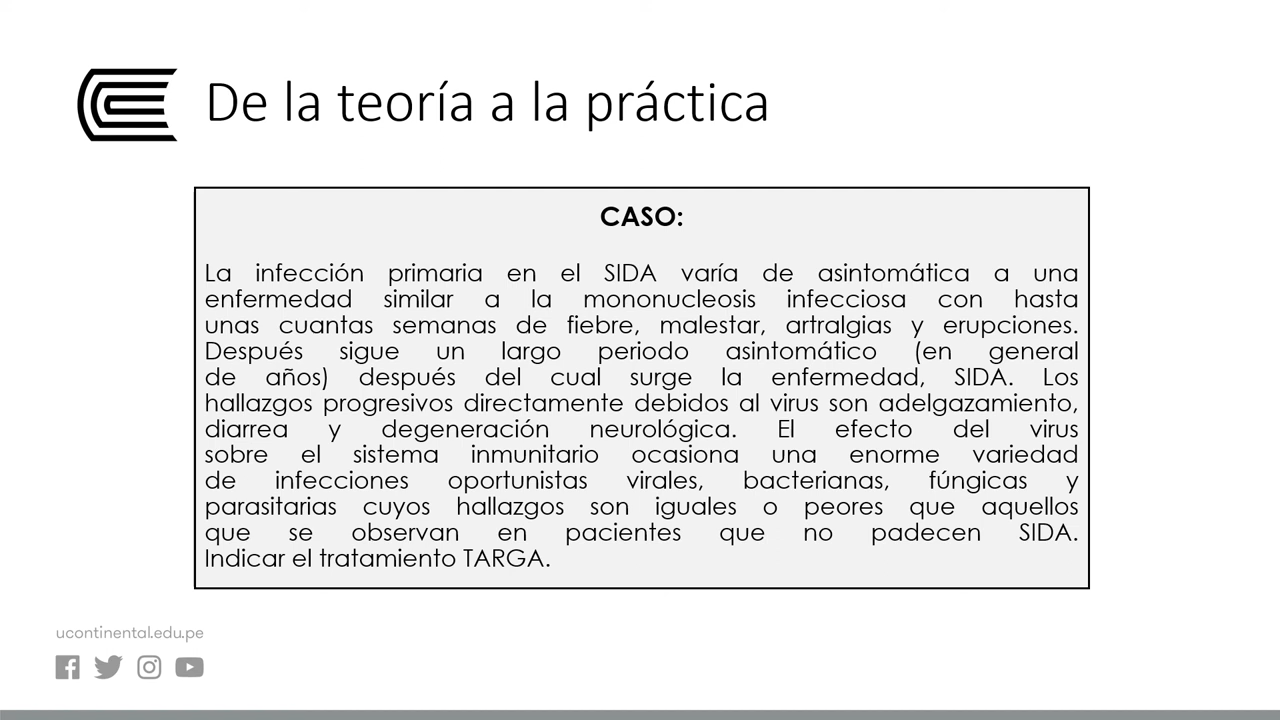 De la teoría a la práctica
CASO:
La infección primaria en el SIDA varía de asintomática a una
enfermedad similar a la mononucleosis infecciosa con hasta
unas cuantas semanas de fiebre, malestar, artralgias y erupciones.
Después sigue un largo periodo asintomático (en general
de años) después del cual surge la enfermedad, SIDA. Los
hallazgos progresivos directamente debidos al virus son adelgazamiento,
diarrea y degeneración neurológica. El efecto del virus
sobre el sistema inmunitario ocasiona una enorme variedad
de infecciones oportunistas virales, bacterianas, fúngicas y
parasitarias cuyos hallazgos son iguales o peores que aquellos
que se observan en pacientes que no padecen SIDA.
Indicar el tratamiento TARGA.
ucontinental.edu.pe